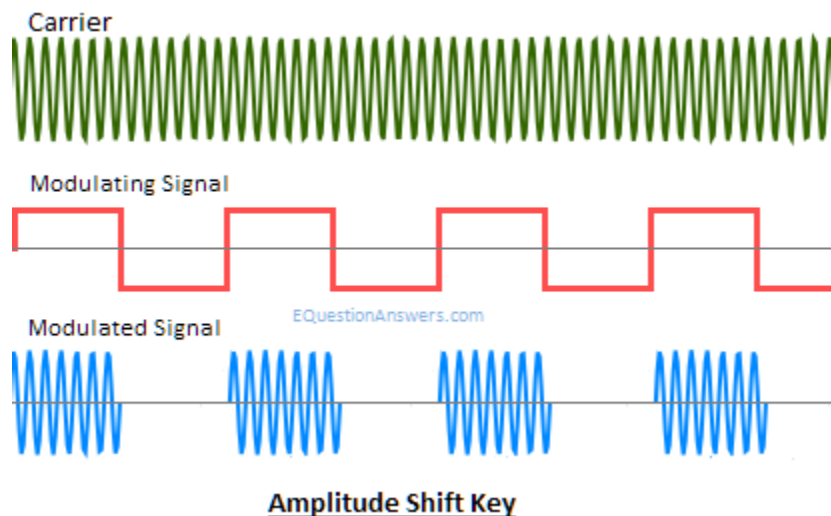 Carrier
Modulating Signal
EQuestionAnswers.com
Modulated Signal
Amplitude Shift Key